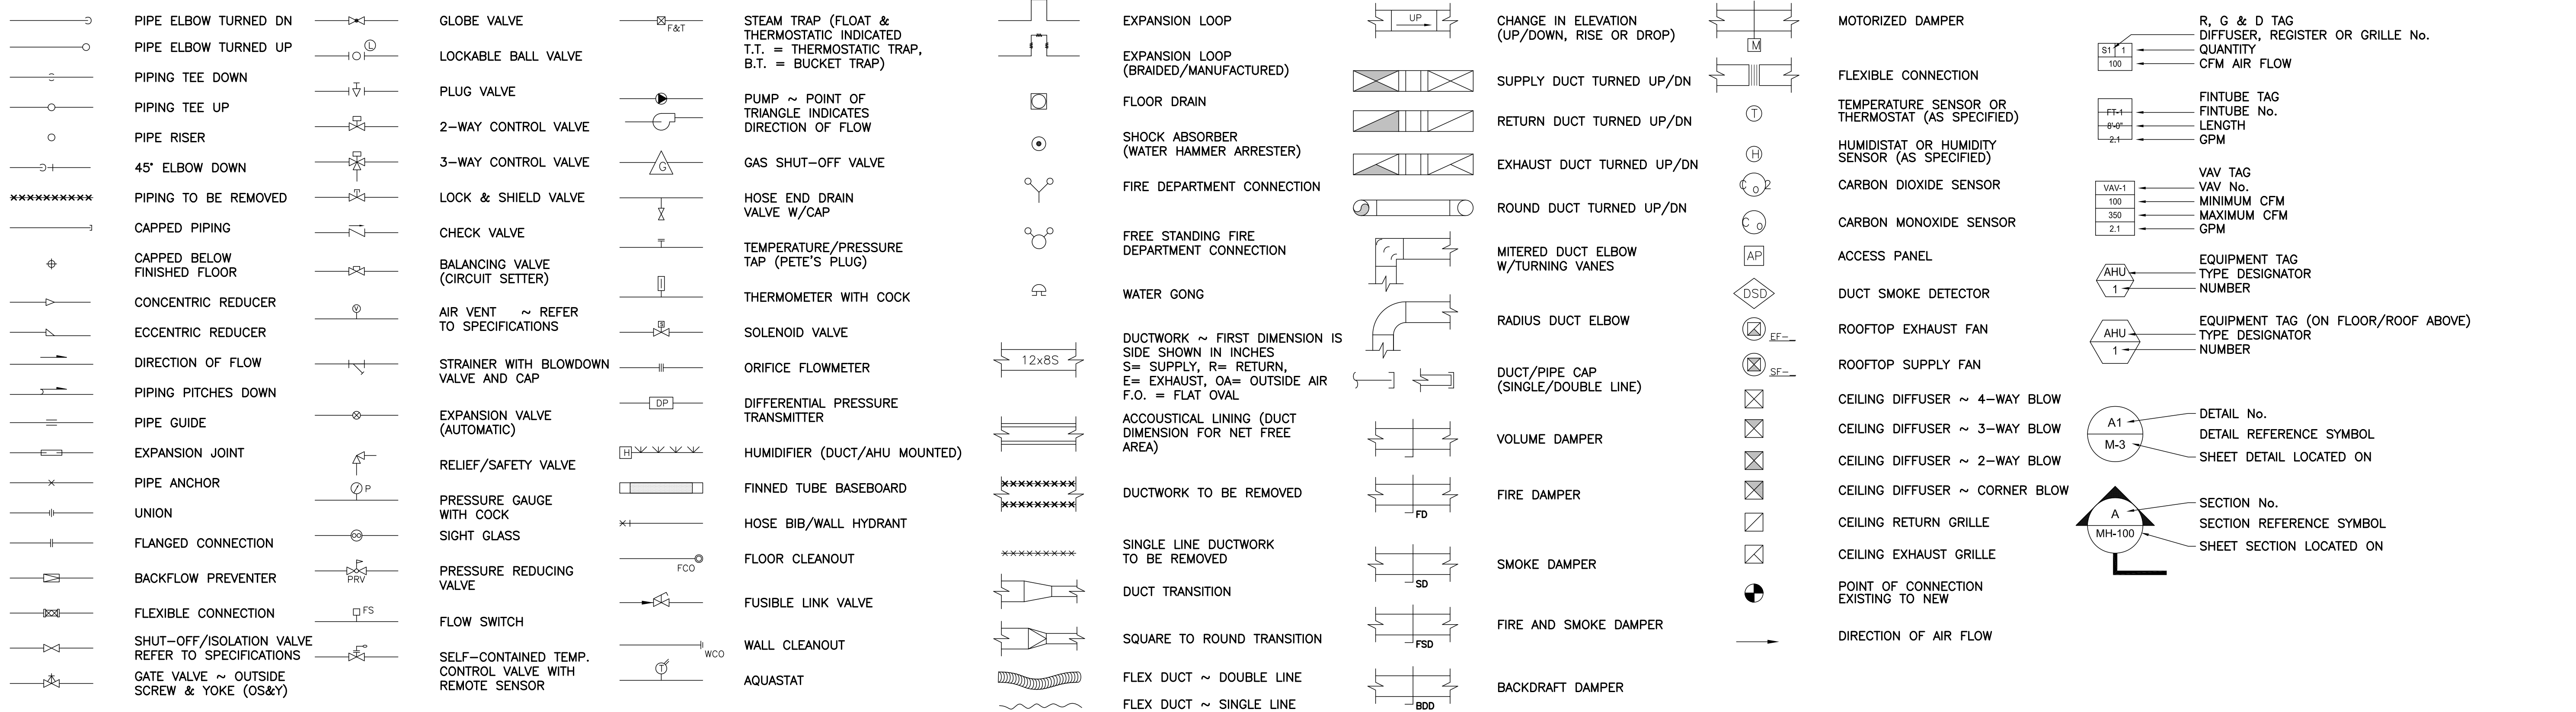 PIPE ELBOW TURNED DN
PIPE ELBOW TURNED UP
PIPING TEE DOWN
PIPING TEE UP
PIPE RISER
45° ELBOW DOWN
PIPING TO BE REMOVED
CAPPED PIPING
CAPPED BELOW
FINISHED FLOOR
CONCENTRIC REDUCER
ECCENTRIC REDUCER
DIRECTION OF FLOW
PIPING PITCHES DOWN
PIPE GUIDE
EXPANSION JOINT
PIPE ANCHOR
UNION
FLANGED CONNECTION
BACKFLOW PREVENTER
FLEXIBLE CONNECTION
SHUT-OFF/ISOLATION VALVE
REFER TO SPECIFICATIONS
GATE VALVE ~ OUTSIDE
SCREW & YOKE (OS&Y)
GLOBE VALVE
L
LOCKABLE BALL VALVE
PLUG VALVE
2-WAY CONTROL VALVE
3-WAY CONTROL VALVE
LOCK & SHIELD VALVE
CHECK VALVE
BALANCING VALVE
(CIRCUIT SETTER)
V
AIR VENT ~ REFER
TO SPECIFICATIONS
STRAINER WITH BLOWDOWN
VALVE AND CAP
EXPANSION VALVE
(AUTOMATIC)
RELIEF/SAFETY VALVE
P
PRESSURE GAUGE
WITH COCK
SIGHT GLASS
PRV
PRESSURE REDUCING
VALVE
FS
FLOW SWITCH
SELF-CONTAINED TEMP.
CONTROL VALVE WITH
REMOTE SENSOR
F&T
STEAM TRAP (FLOAT &
THERMOSTATIC INDICATED
T.T. = THERMOSTATIC TRAP,
B.T. = BUCKET TRAP)
PUMP ~ POINT OF
TRIANGLE INDICATES
DIRECTION OF FLOW
G
GAS SHUT-OFF VALVE
HOSE END DRAIN
VALVE W/CAP
TEMPERATURE/PRESSURE
TAP (PETE'S PLUG)
THERMOMETER WITH COCK
S
SOLENOID VALVE
ORIFICE FLOWMETER
DP
DIFFERENTIAL PRESSURE
TRANSMITTER
H
HUMIDIFIER (DUCT/AHU MOUNTED)
FINNED TUBE BASEBOARD
HOSE BIB/WALL HYDRANT
FCO
FLOOR CLEANOUT
FUSIBLE LINK VALVE
WCO
WALL CLEANOUT
T
AQUASTAT
EXPANSION LOOP
EXPANSION LOOP
(BRAIDED/MANUFACTURED)
FLOOR DRAIN
SHOCK ABSORBER
(WATER HAMMER ARRESTER)
FIRE DEPARTMENT CONNECTION
FREE STANDING FIRE
DEPARTMENT CONNECTION
WATER GONG
12x8S
DUCTWORK ~ FIRST DIMENSION IS
SIDE SHOWN IN INCHES
S= SUPPLY, R= RETURN,
E= EXHAUST, OA= OUTSIDE AIR
F.O. = FLAT OVAL
ACCOUSTICAL LINING (DUCT
DIMENSION FOR NET FREE
AREA)
DUCTWORK TO BE REMOVED
SINGLE LINE DUCTWORK
TO BE REMOVED
DUCT TRANSITION
SQUARE TO ROUND TRANSITION
FLEX DUCT ~ DOUBLE LINE
FLEX DUCT ~ SINGLE LINE
UP
CHANGE IN ELEVATION
(UP/DOWN, RISE OR DROP)
SUPPLY DUCT TURNED UP/DN
RETURN DUCT TURNED UP/DN
EXHAUST DUCT TURNED UP/DN
ROUND DUCT TURNED UP/DN
MITERED DUCT ELBOW
W/TURNING VANES
RADIUS DUCT ELBOW
DUCT/PIPE CAP
(SINGLE/DOUBLE LINE)
VOLUME DAMPER
FD
FIRE DAMPER
SD
SMOKE DAMPER
FSD
FIRE AND SMOKE DAMPER
BDD
BACKDRAFT DAMPER
M
MOTORIZED DAMPER
FLEXIBLE CONNECTION
T
TEMPERATURE SENSOR OR
THERMOSTAT (AS SPECIFIED)
H
HUMIDISTAT OR HUMIDITY
SENSOR (AS SPECIFIED)
Co2
CARBON DIOXIDE SENSOR
Co
CARBON MONOXIDE SENSOR
AP
ACCESS PANEL
DSD
DUCT SMOKE DETECTOR
EF-_
ROOFTOP EXHAUST FAN
SF-_
ROOFTOP SUPPLY FAN
CEILING DIFFUSER ~ 4-WAY BLOW
CEILING DIFFUSER ~ 3-WAY BLOW
CEILING DIFFUSER ~ 2-WAY BLOW
CEILING DIFFUSER ~ CORNER BLOW
CEILING RETURN GRILLE
CEILING EXHAUST GRILLE
POINT OF CONNECTION
EXISTING TO NEW
DIRECTION OF AIR FLOW
R, G & D TAG
DIFFUSER, REGISTER OR GRILLE No.
S1 1 QUANTITY
100 CFM AIR FLOW
FINTUBE TAG
FT-1 FINTUBE No.
8'-0" LENGTH
2.1 GPM
VAV TAG
VAV-1 VAV No.
100 MINIMUM CFM
350 MAXIMUM CFM
2.1 GPM
EQUIPMENT TAG
AHU TYPE DESIGNATOR
1 NUMBER
EQUIPMENT TAG (ON FLOOR/ROOF ABOVE)
AHU TYPE DESIGNATOR
1 NUMBER
A1 DETAIL No.
DETAIL REFERENCE SYMBOL
M-3 SHEET DETAIL LOCATED ON
A SECTION No.
SECTION REFERENCE SYMBOL
MH-100 SHEET SECTION LOCATED ON